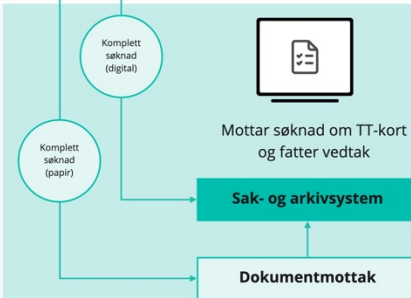 Komplett
søknad
(digital)
Mottar søknad om TT-kort
og fatter vedtak
Komplett
søknad
(papir)
Sak- og arkivsystem
Dokumentmottak